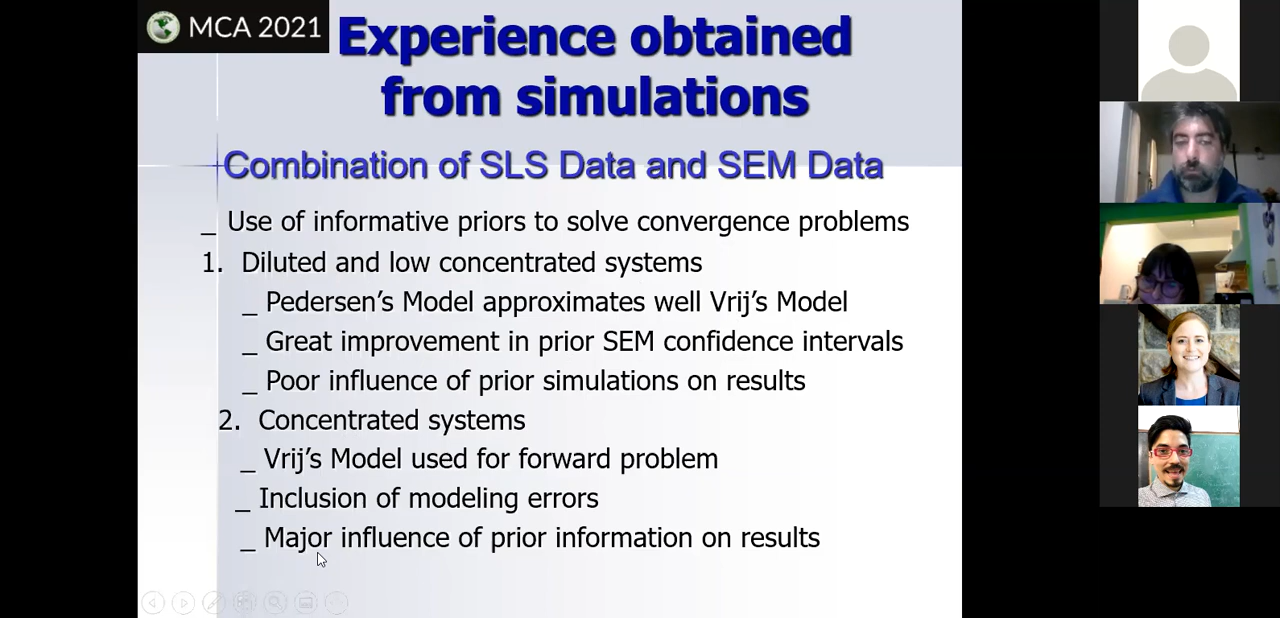 MCA 2021
Experience obtained
from simulations
Combination of SLS Data and SEM Data
_ Use of informative priors to solve convergence problems
1. Diluted and low concentrated systems
_ Pedersen's Model approximates well Vrij's Model
_ Great improvement in prior SEM confidence intervals
_ Poor influence of prior simulations on results
2. Concentrated systems
_ Vrij's Model used for forward problem
_ Inclusion of modeling errors
_ Major influence of prior information on results